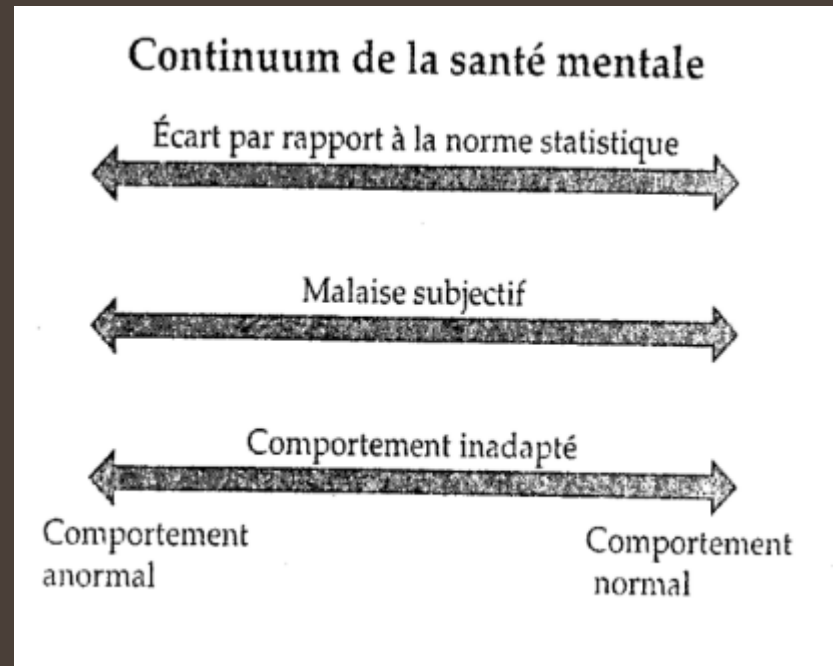 Continuum de la santé mentale
Écart par rapport à la norme statistique
Malaise subjectif
Comportement inadapté
Comportement
anormal
Comportement
normal